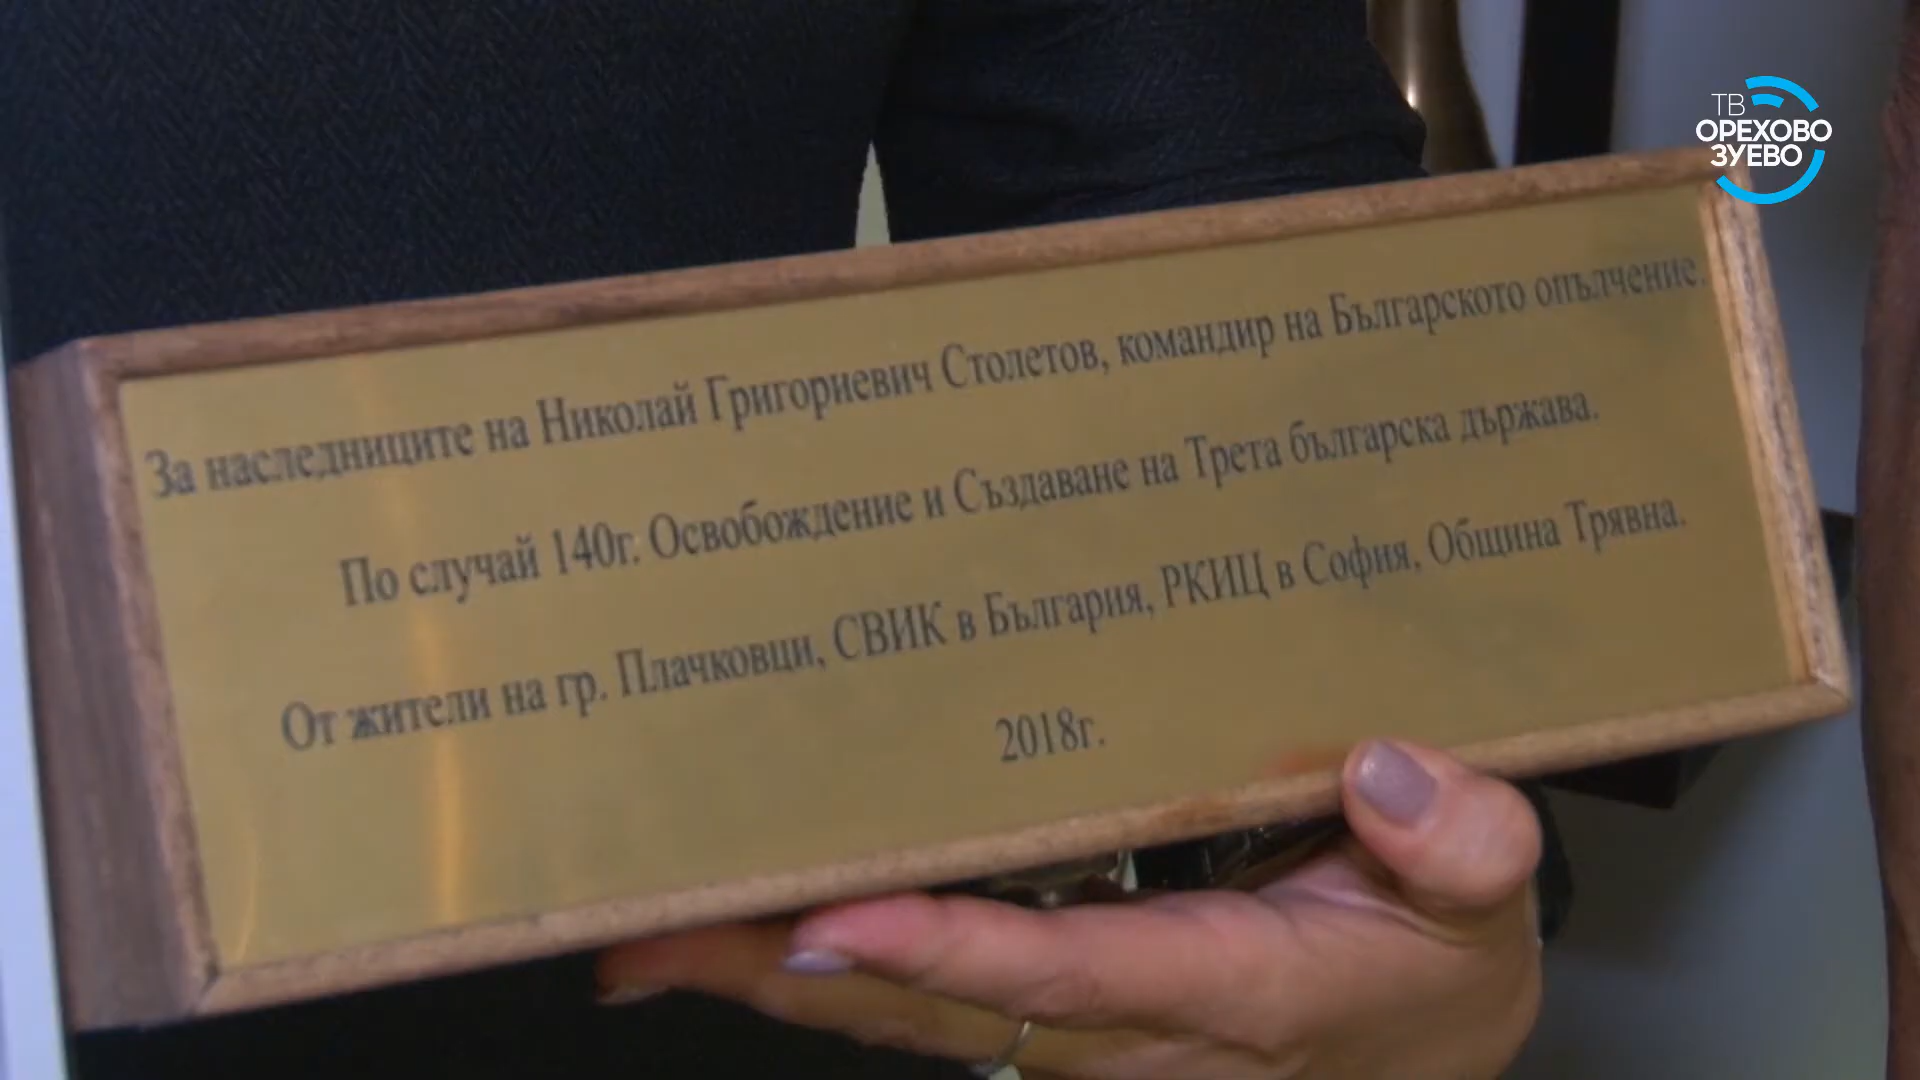 ТВ
ОРЕХОВО
ЗУЕВО
За наследниците на Николай Григориевич Столетов, командир на Българското опълчение.
По случай 140г. Освобождение и Създаване на Трета българска държава.
От жители на гр. Плачковци, СВИК в България, РКИЦ в София, Община Трявна.
2018г.